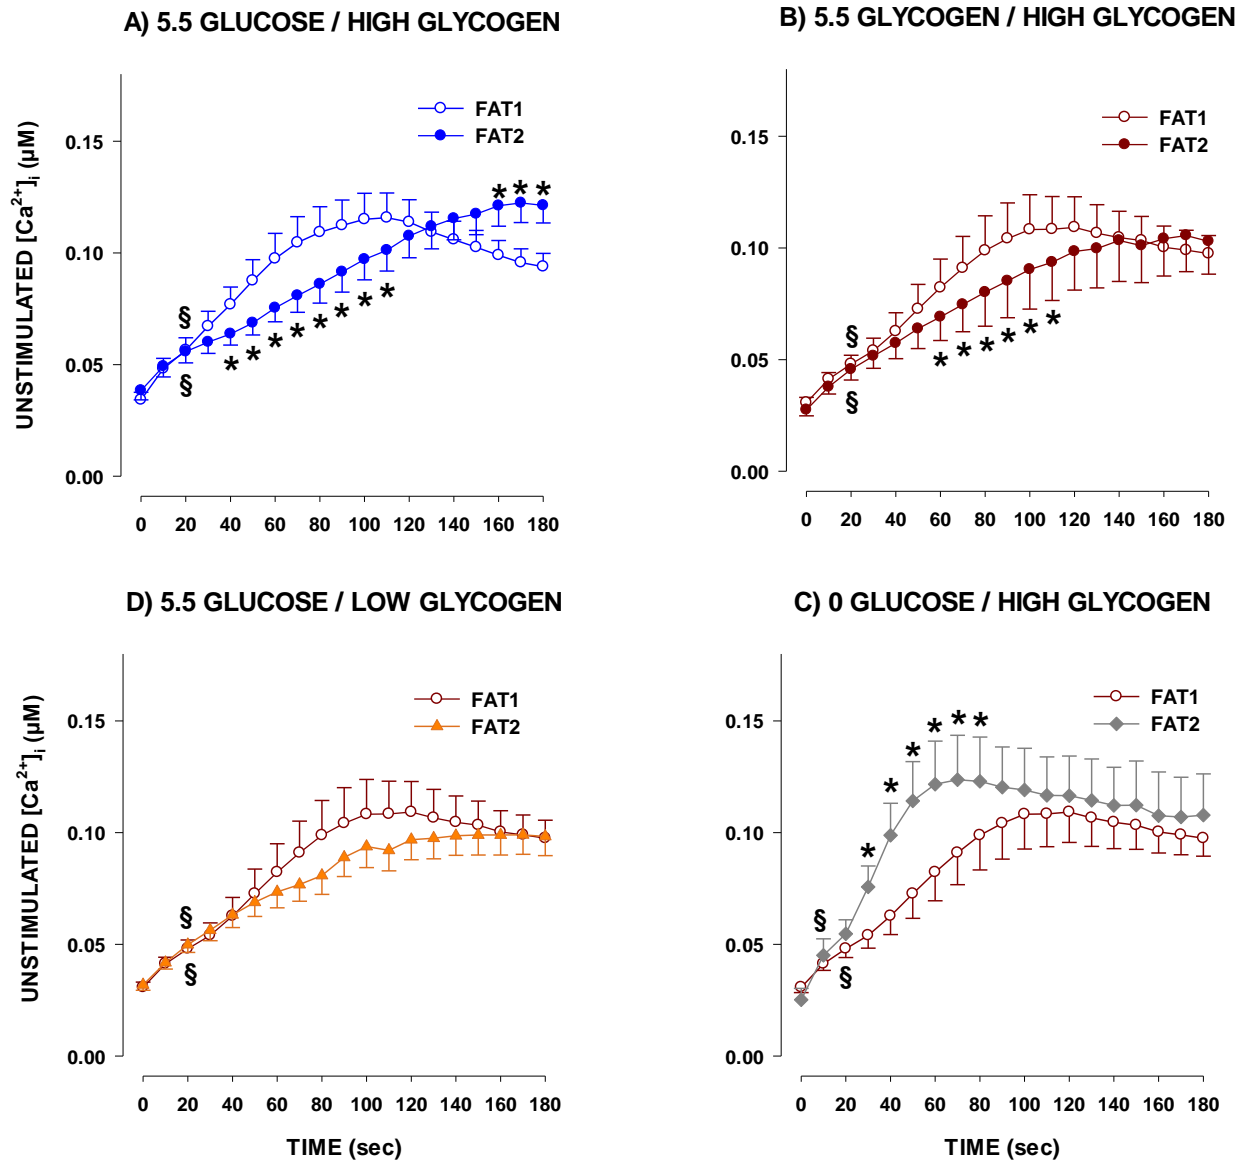 A) 5.5 GLUCOSE / HIGH GLYCOGEN
UNSTIMULATED [Ca²⁺]ᵢ (µM)
0.15
0.10
0.05
0.00
FAT1
FAT2
* * *
§
§
* * * * * * * *
0 20 40 60 80 100 120 140 160 180
B) 5.5 GLYCOGEN / HIGH GLYCOGEN
0.15
0.10
0.05
0.00
FAT1
FAT2
§
§
* * * * * *
0 20 40 60 80 100 120 140 160 180
D) 5.5 GLUCOSE / LOW GLYCOGEN
UNSTIMULATED [Ca²⁺]ᵢ (µM)
0.15
0.10
0.05
0.00
FAT1
FAT2
§
§
0 20 40 60 80 100 120 140 160 180
TIME (sec)
C) 0 GLUCOSE / HIGH GLYCOGEN
0.15
0.10
0.05
0.00
FAT1
FAT2
* * * * * *
§
§
0 20 40 60 80 100 120 140 160 180
TIME (sec)